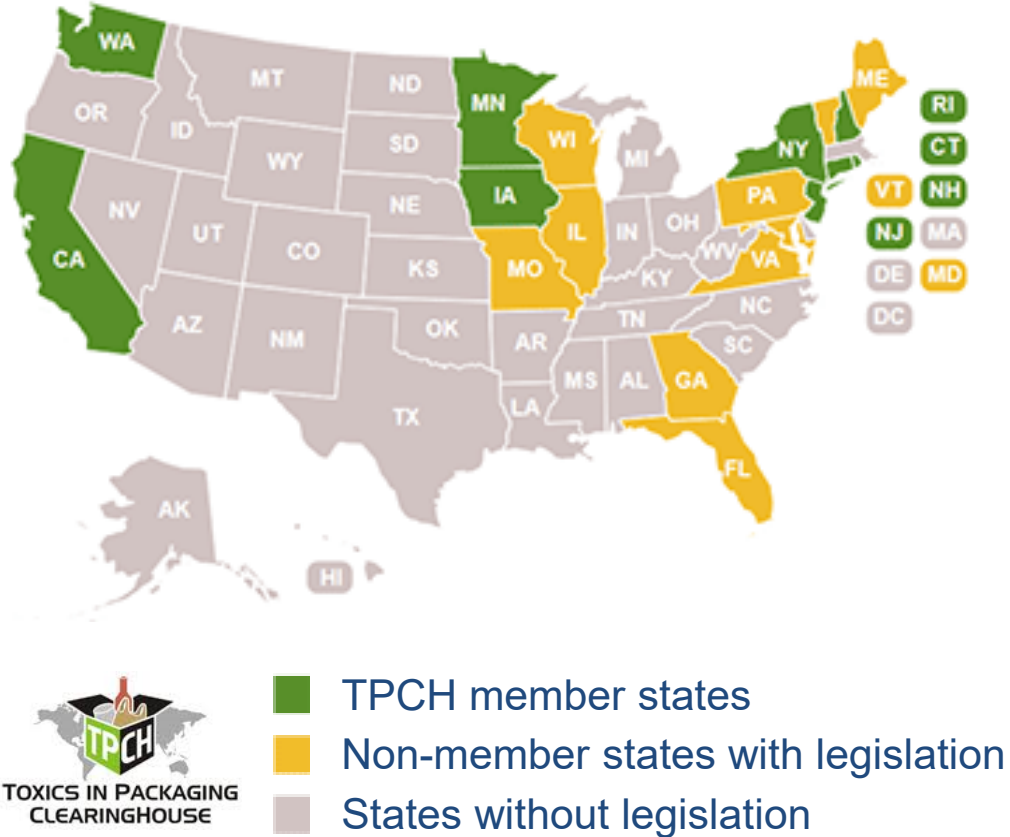 WA
MT
ND
MN
ME
OR
ID
SD
WI
MI
NY
RI
WY
CT
NV
NE
IA
PA
VT
NH
UT
CO
IL
IN
OH
NJ
MA
CA
KS
MO
WV
VA
DE
MD
KY
AZ
NM
OK
TN
NC
DC
AR
SC
TX
MS
AL
GA
LA
FL
AK
HI
TPCH
TOXICS IN PACKAGING
CLEARINGHOUSE
TPCH member states
Non-member states with legislation
States without legislation